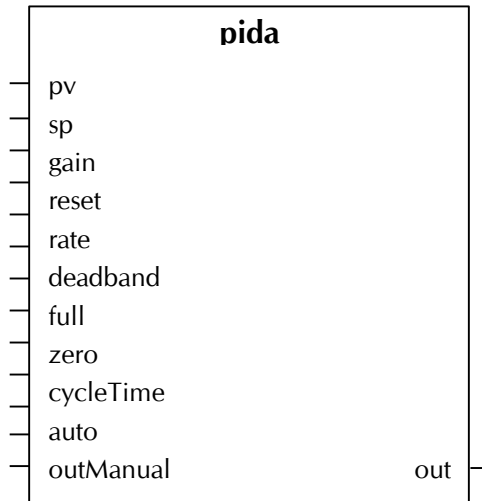 pida
pv
sp
gain
reset
rate
deadband
full
zero
cycleTime
auto
outManual out